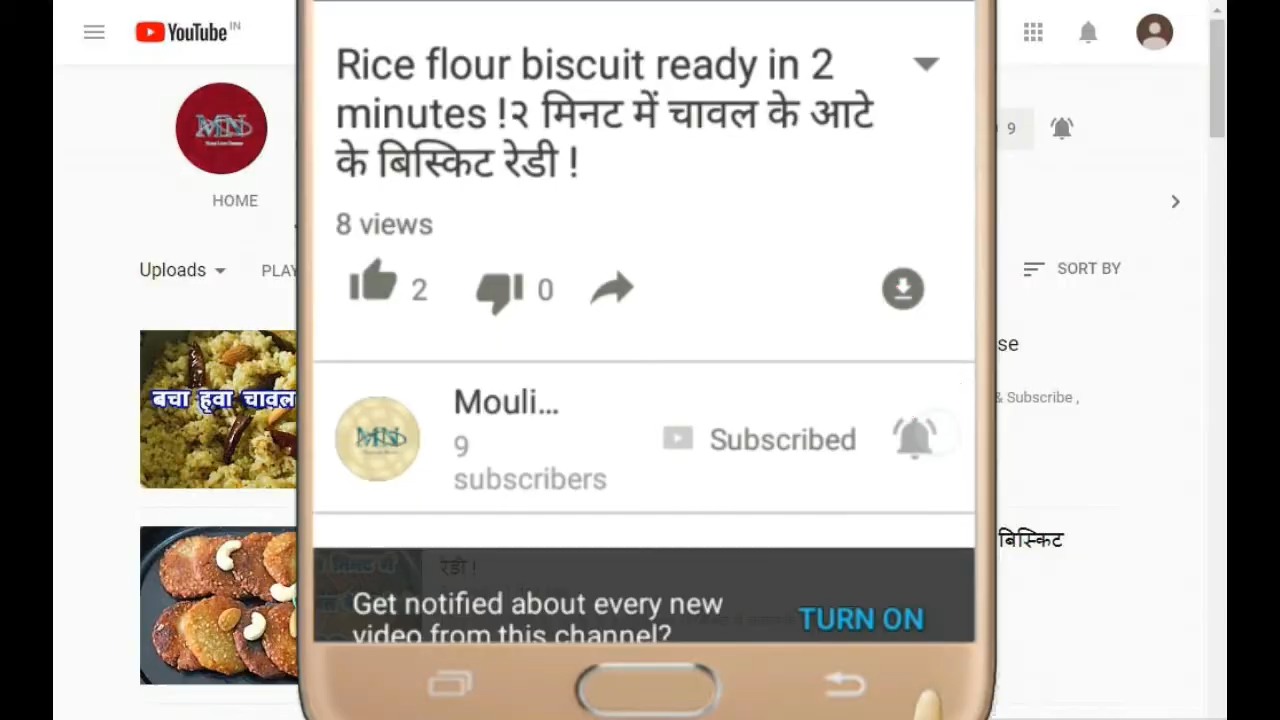 YouTube IN
Rice flour biscuit ready in 2
minutes !२ मिनट में चावल के आटे
के बिस्किट रेडी !
8 views
2
0
MN
9
HOME
Uploads
PLAY
SORT BY
बचा हूवा चावल
se
& Subscribe ,
MN
Mouli...
9
subscribers
Subscribed
बिस्किट
रेडी !
Get notified about every new
video from this channel?
TURN ON